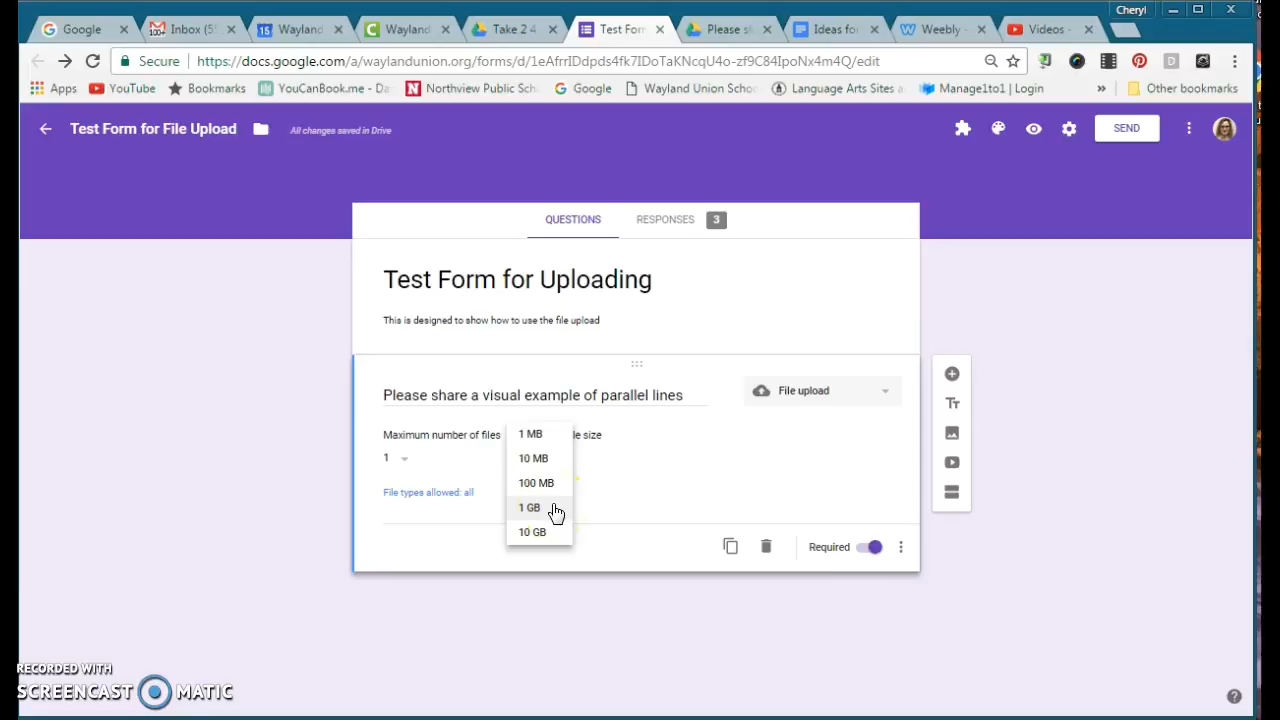 Cheryl
Google
Inbox (5
Wayland
Wayland
Take 2 4
Test Forr
Please s
Ideas for
Weebly -
Videos -
Secure
https://docs.google.com/a/waylandunion.org/forms/d/1eAfrrIDdpds4fk7IDoTaKNcqU4o-zf9C84IpoNx4m4Q/edit
Apps
YouTube
Bookmarks
YouCanBook.me - Da
Northview Public Sch
Google
Wayland Union Schoo
Language Arts Sites
Manage1to1 | Login
Other bookmarks
Test Form for File Upload
All changes saved in Drive
SEND
QUESTIONS
RESPONSES
3
Test Form for Uploading
This is designed to show how to use the file upload
Please share a visual example of parallel lines
File upload
Maximum number of files
le size
1
File types allowed: all
1 MB
10 MB
100 MB
1 GB
10 GB
Required
RECORDED WITH
SCREENCAST MATIC